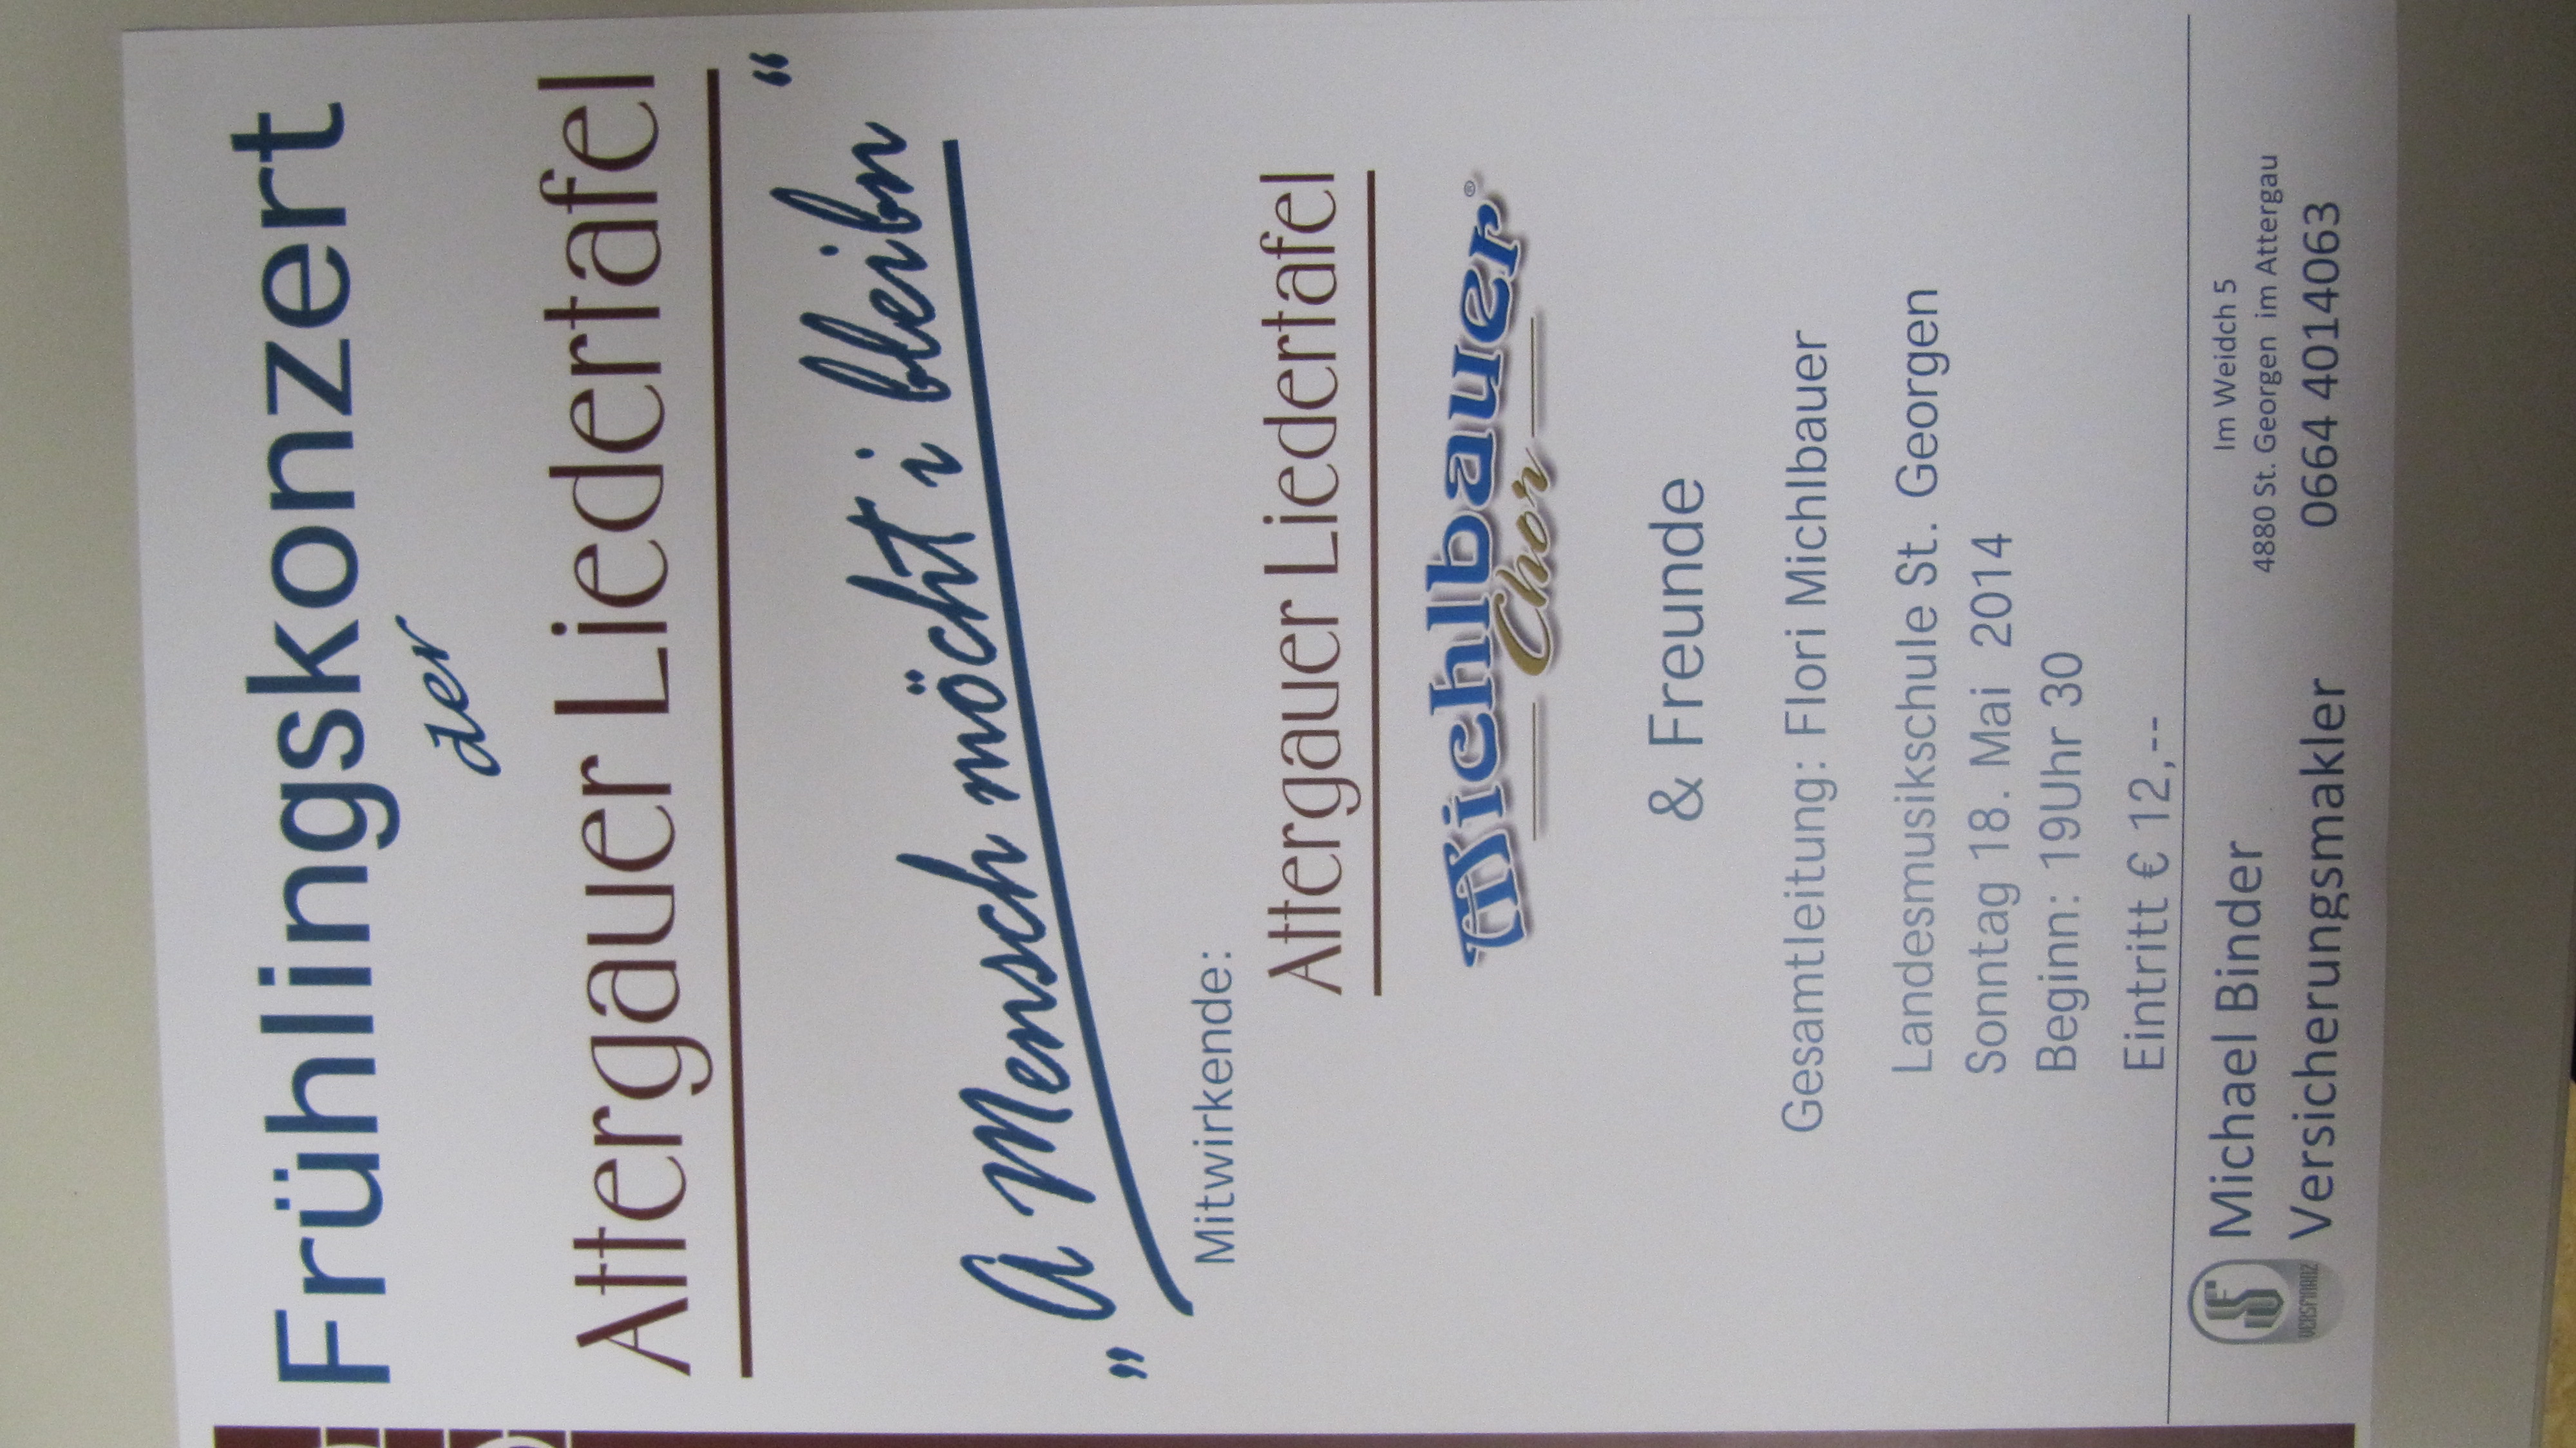 Frühlingskonzert
der
Attergauer Liedertafel
„A Mensch möcht i bleibn“
Mitwirkende:
Attergauer Liedertafel
Michlbauer®
Chor
& Freunde
Gesamtleitung: Flori Michlbauer
Landesmusikschule St. Georgen
Sonntag 18. Mai 2014
Beginn: 19Uhr 30
Eintritt € 12,--
VERSFINANZ
Michael Binder
Versicherungsmakler
Im Weidch 5
4880 St. Georgen im Attergau
0664 4014063